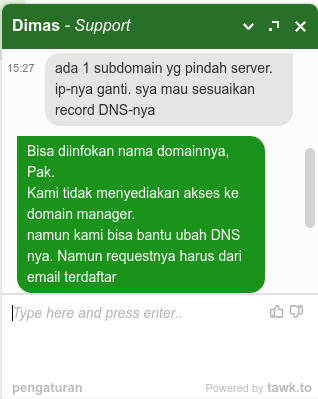 Dimas - Support
15:27
ada 1 subdomain yg pindah server.
ip-nya ganti. sya mau sesuaikan
record DNS-nya
Bisa diinfokan nama domainnya,
Pak.
Kami tidak menyediakan akses ke
domain manager.
namun kami bisa bantu ubah DNS
nya. Namun requestnya harus dari
email terdaftar
Type here and press enter..
pengaturan
Powered by tawk.to